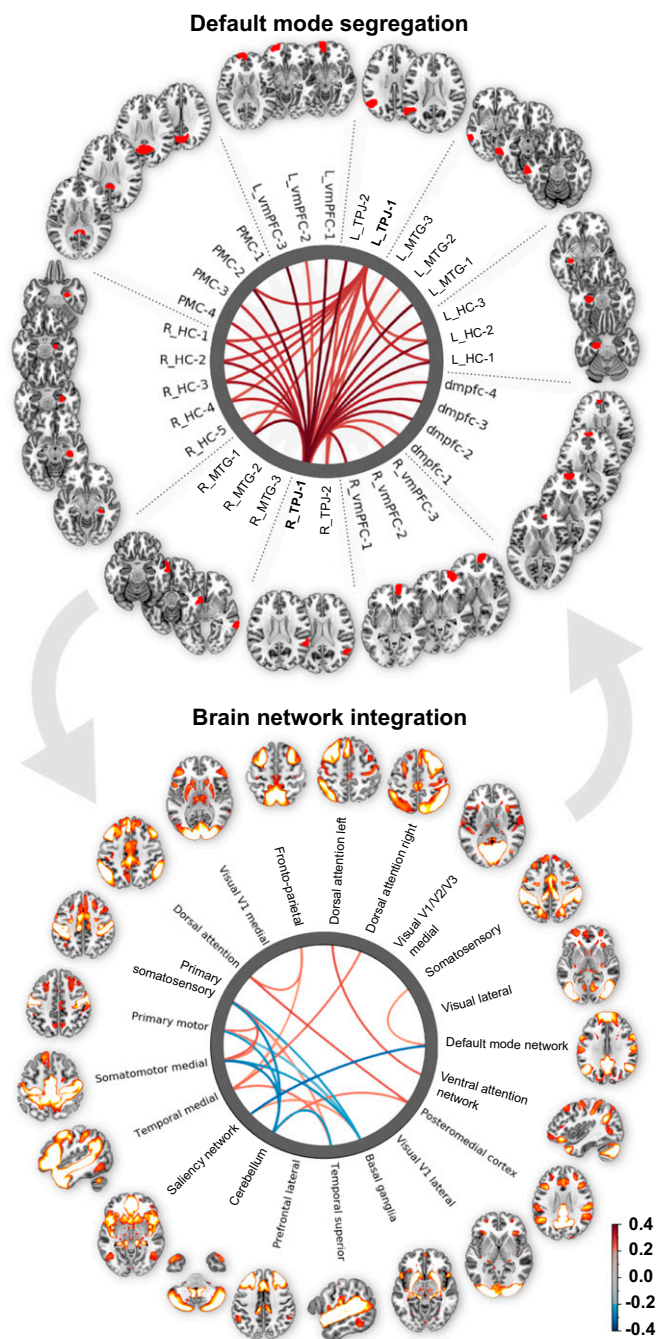 Default mode segregation
L_vmPFC-3
L_vmPFC-2
L_vmPFC-1
L_TPJ-2
L_TPJ-1
L_MTG-3
L_MTG-2
L_MTG-1
L_HC-3
L_HC-2
L_HC-1
dmpfc-4
dmpfc-3
dmpfc-2
dmpfc-1
R_vmPFC-3
R_vmPFC-2
R_vmPFC-1
R_TPJ-2
R_TPJ-1
R_MTG-3
R_MTG-2
R_MTG-1
R_HC-5
R_HC-4
R_HC-3
R_HC-2
R_HC-1
PMC-4
PMC-3
PMC-2
PMC-1
Brain network integration
Fronto-parietal
Dorsal attention left
Dorsal attention right
Visual V1/V2/V3
medial
Somatosensory
Visual lateral
Default mode network
Ventral attention
network
Posteromedial cortex
Visual V1 lateral
Basal ganglia
Temporal superior
Prefrontal lateral
Cerebellum
Saliency network
Temporal medial
Somatomotor medial
Primary motor
Primary
somatosensory
Dorsal attention
Visual V1 medial
0.4
0.2
0.0
-0.2
-0.4